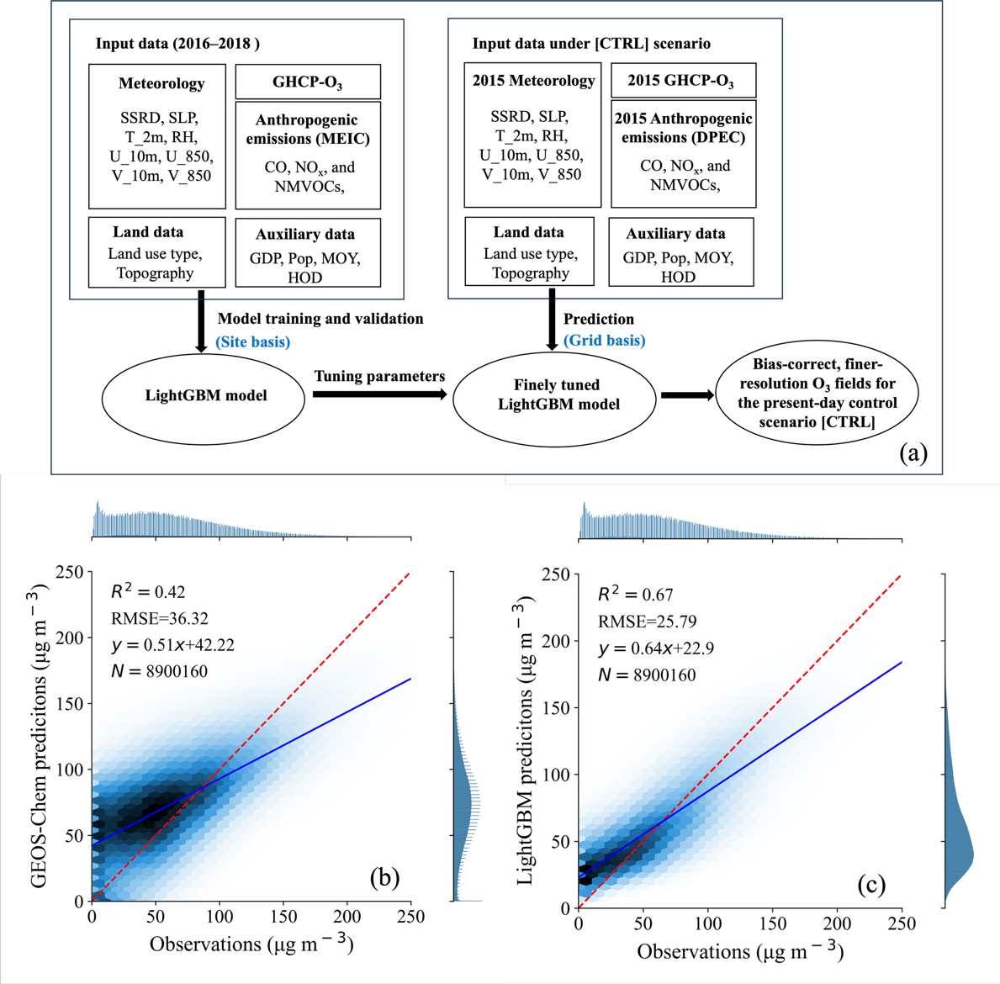 Input data (2016–2018 )
Meteorology
SSRD, SLP,
T_2m, RH,
U_10m, U_850,
V_10m, V_850
GHCP-O3
Anthropogenic
emissions (MEIC)
CO, NOx, and
NMVOCs,
Land data
Land use type,
Topography
Auxiliary data
GDP, Pop, MOY,
HOD
Input data under [CTRL] scenario
2015 Meteorology
SSRD, SLP,
T_2m, RH,
U_10m, U_850,
V_10m, V_850
2015 GHCP-O3
2015 Anthropogenic
emissions (DPEC)
CO, NOx, and
NMVOCs,
Land data
Land use type,
Topography
Auxiliary data
GDP, Pop, MOY,
HOD
Model training and validation
(Site basis)
Prediction
(Grid basis)
LightGBM model
Tuning parameters
Finely tuned
LightGBM model
Bias-correct, finer-
resolution O3 fields for
the present-day control
scenario [CTRL]
(a)
250
200
150
100
50
0
GEOS-Chem predicitons (μg m − 3)
R² = 0.42
RMSE=36.32
y = 0.51x+42.22
N = 8900160
(b)
0 50 100 150 200 250
Observations (μg m − 3)
250
200
150
100
50
0
LightGBM predicitons (μg m − 3)
R² = 0.67
RMSE=25.79
y = 0.64x+22.9
N = 8900160
(c)
0 50 100 150 200 250
Observations (μg m − 3)